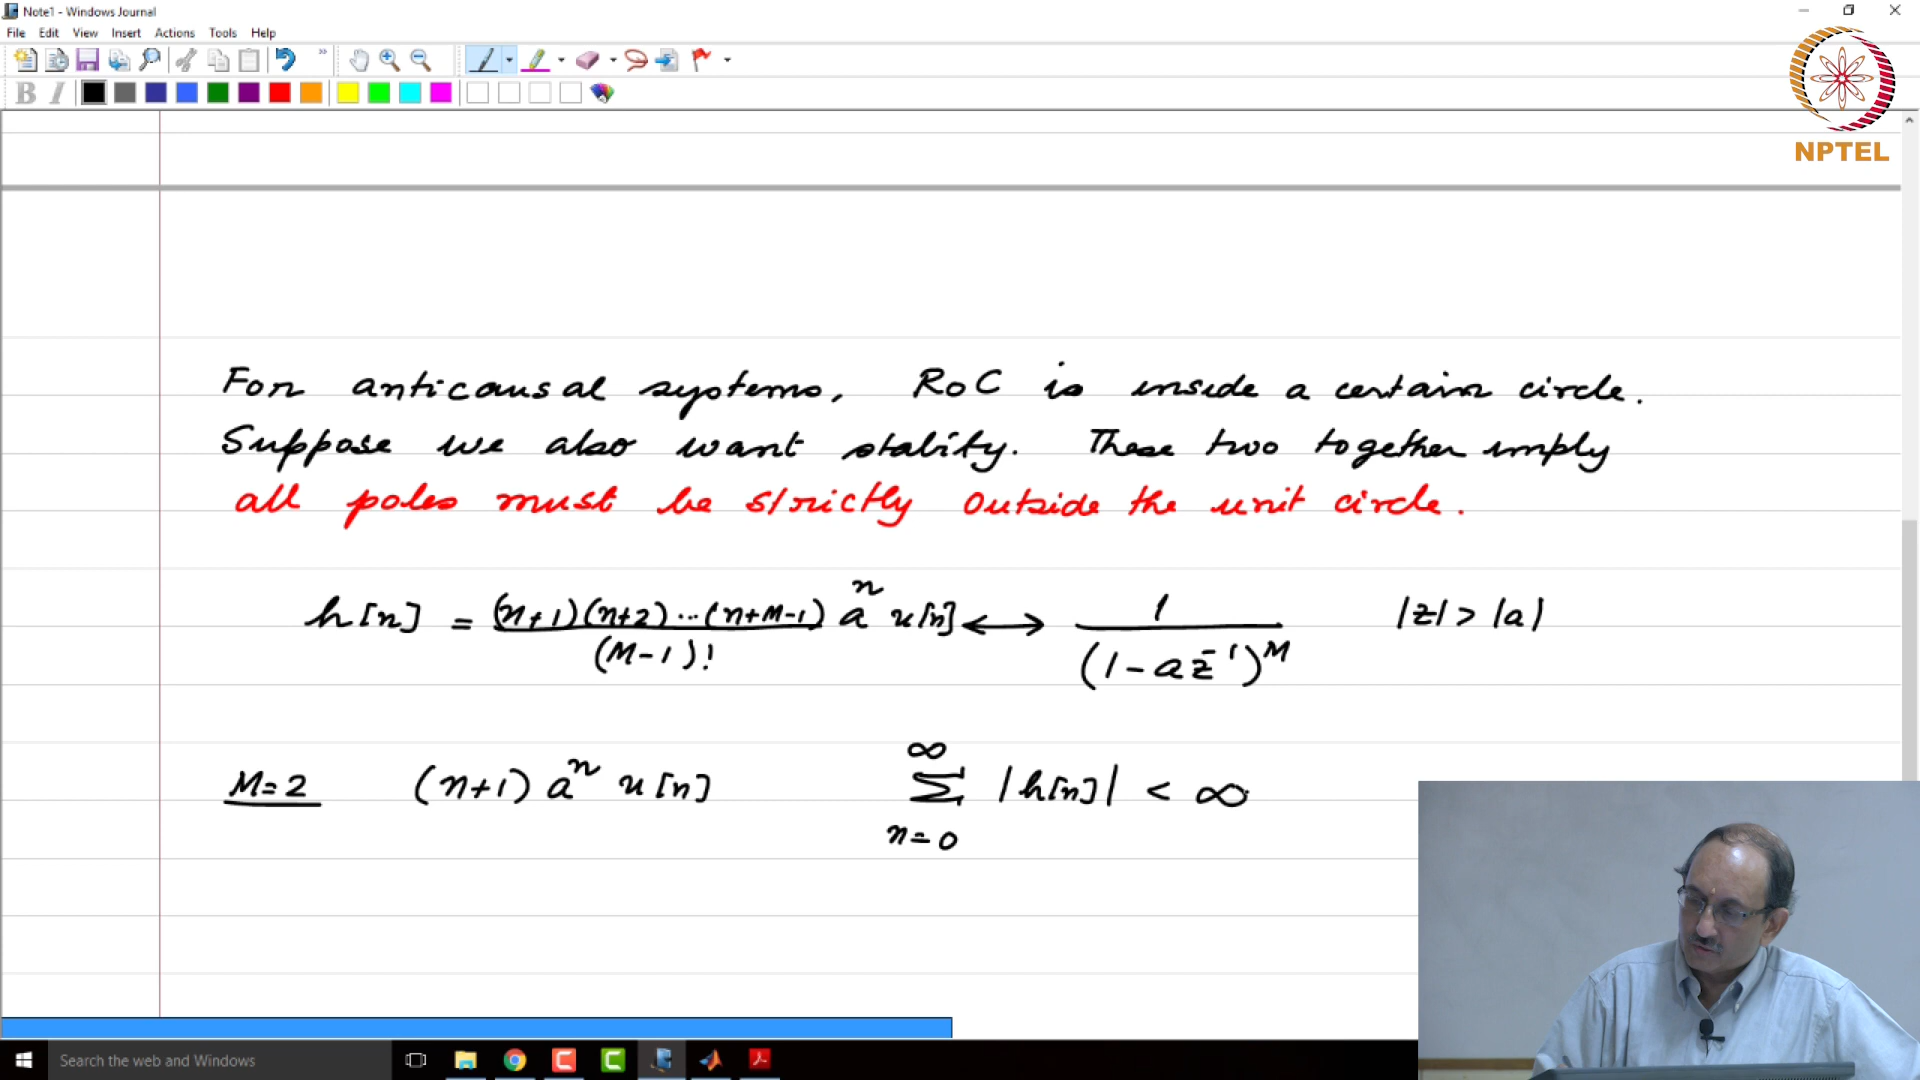 Note1 - Windows Journal
File Edit View Insert Actions Tools Help
B I
NPTEL
For anticausal systems, RoC is inside a certain circle.
Suppose we also want stability. These two together imply
all poles must be strictly outside the unit circle.
h[n] = (n+1)(n+2)...(n+M-1)/(M-1)! a^n u[n] ↔ 1/(1-az^-1)^M |z| > |a|
M=2 (n+1) a^n u[n] ∑_{n=0}^{∞} |h[n]| < ∞
Search the web and Windows